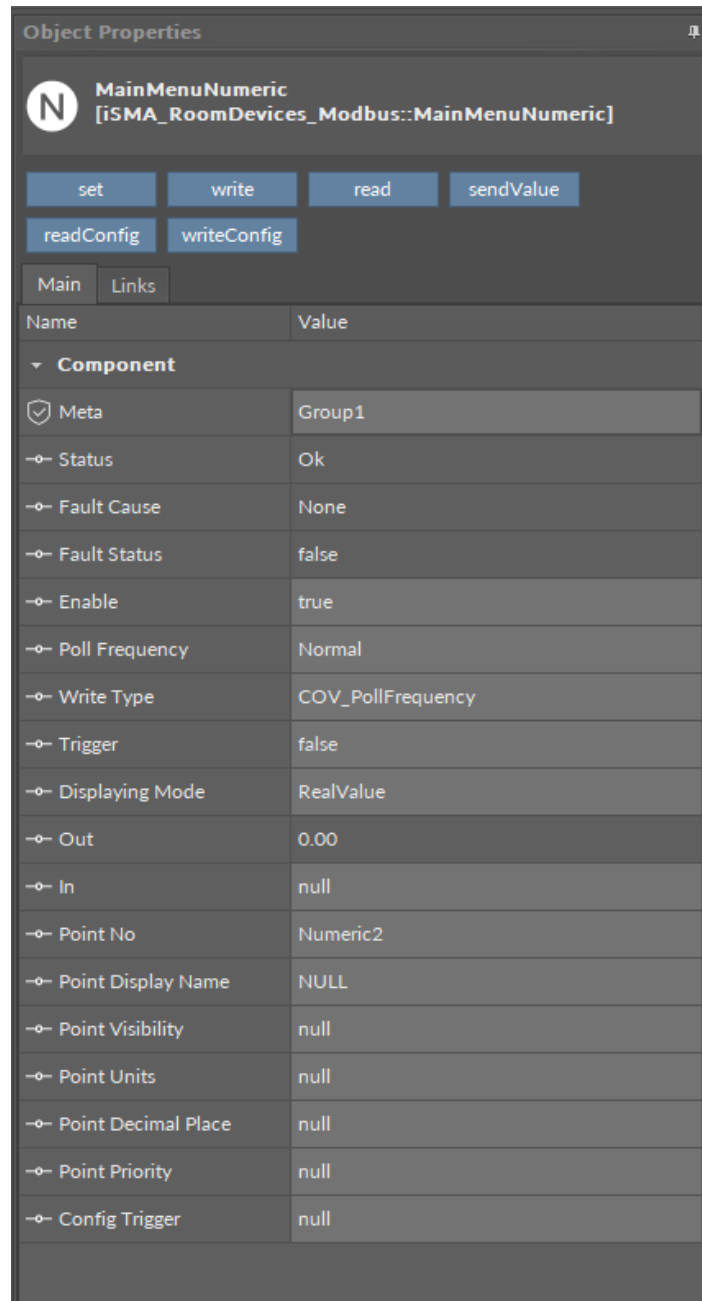 Object Properties
N
MainMenuNumeric
[iSMA_RoomDevices_Modbus::MainMenuNumeric]
set write read sendValue
readConfig writeConfig
Main Links
Name Value
Component
Meta Group1
Status Ok
Fault Cause None
Fault Status false
Enable true
Poll Frequency Normal
Write Type COV_PollFrequency
Trigger false
Displaying Mode RealValue
Out 0.00
In null
Point No Numeric2
Point Display Name NULL
Point Visibility null
Point Units null
Point Decimal Place null
Point Priority null
Config Trigger null